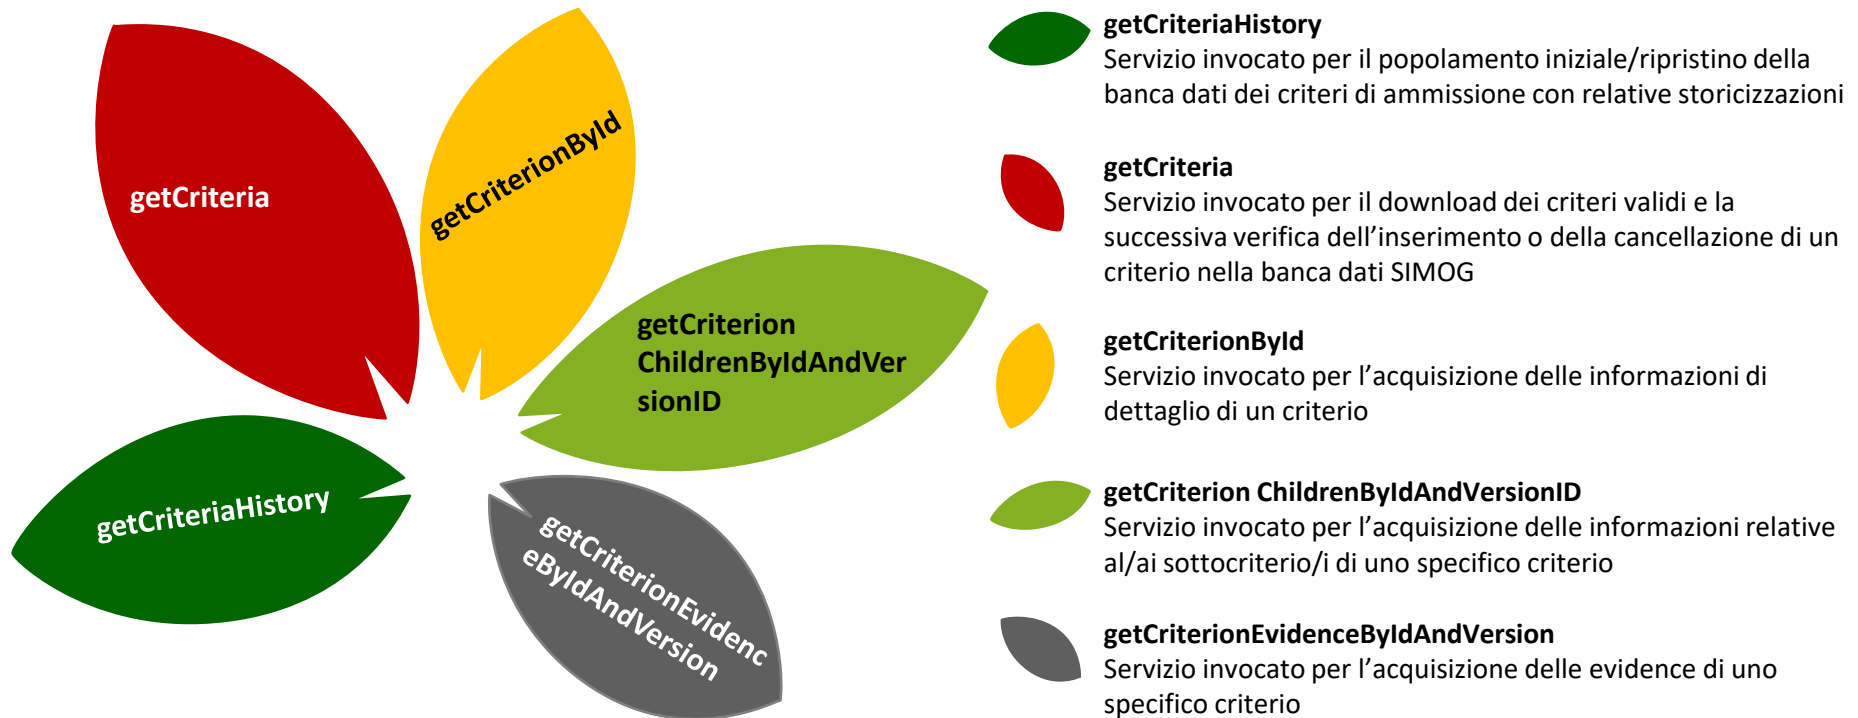 getCriteria
getCriterionById
getCriterion
ChildrenByIdAndVer
sionID
getCriteriaHistory
getCriterionEvidenc
eByIdAndVersion
getCriteriaHistory
Servizio invocato per il popolamento iniziale/ripristino della
banca dati dei criteri di ammissione con relative storicizzazioni
getCriteria
Servizio invocato per il download dei criteri validi e la
successiva verifica dell’inserimento o della cancellazione di un
criterio nella banca dati SIMOG
getCriterionById
Servizio invocato per l’acquisizione delle informazioni di
dettaglio di un criterio
getCriterion ChildrenByIdAndVersionID
Servizio invocato per l’acquisizione delle informazioni relative
al/ai sottocriterio/i di uno specifico criterio
getCriterionEvidenceByIdAndVersion
Servizio invocato per l’acquisizione delle evidence di uno
specifico criterio